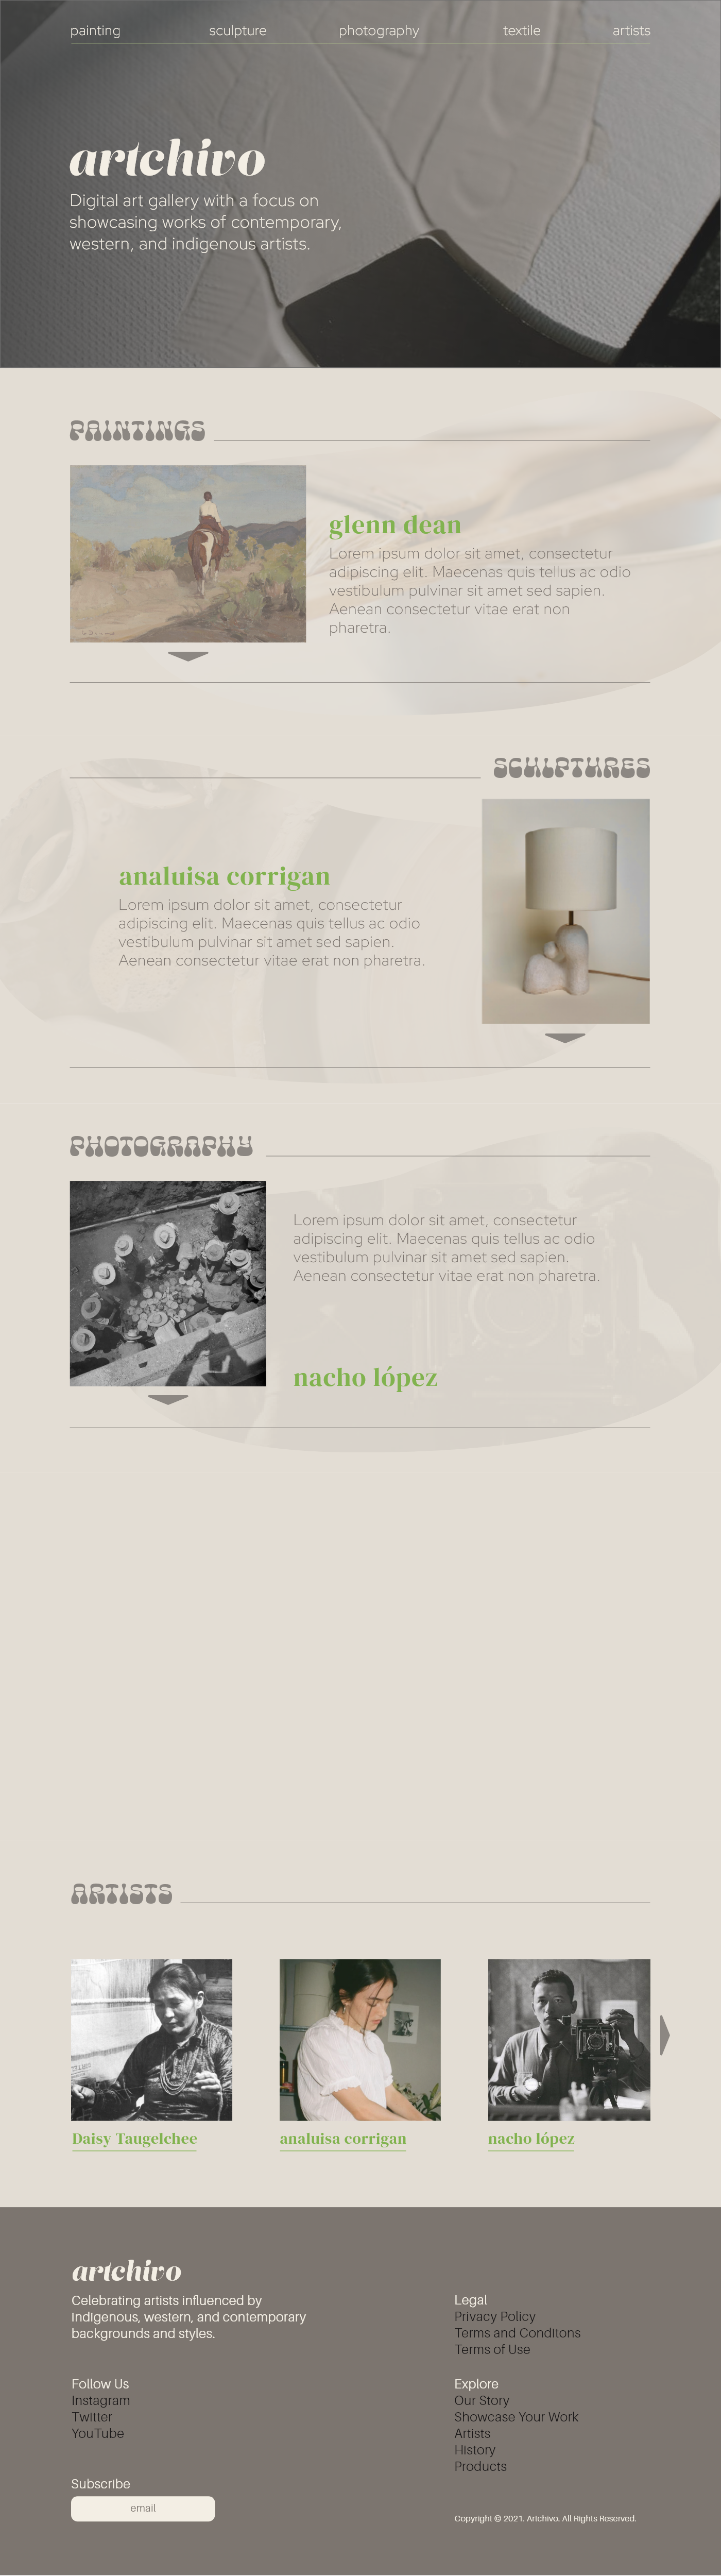 painting sculpture photography textile artists
artchivo
Digital art gallery with a focus on
showcasing works of contemporary,
western, and indigenous artists.
PAINTINGS
glenn dean
Lorem ipsum dolor sit amet, consectetur
adipiscing elit. Maecenas quis tellus ac odio
vestibulum pulvinar sit amet sed sapien.
Aenean consectetur vitae erat non
pharetra.
SCULPTURES
analuisa corrigan
Lorem ipsum dolor sit amet, consectetur
adipiscing elit. Maecenas quis tellus ac odio
vestibulum pulvinar sit amet sed sapien.
Aenean consectetur vitae erat non pharetra.
PHOTOGRAPHY
Lorem ipsum dolor sit amet, consectetur
adipiscing elit. Maecenas quis tellus ac odio
vestibulum pulvinar sit amet sed sapien.
Aenean consectetur vitae erat non pharetra.
nacho lópez
ARTISTS
Daisy Taugelchee
analuisa corrigan
nacho lópez
artchivo
Celebrating artists influenced by
indigenous, western, and contemporary
backgrounds and styles.
Follow Us
Instagram
Twitter
YouTube
Subscribe
email
Legal
Privacy Policy
Terms and Conditons
Terms of Use
Explore
Our Story
Showcase Your Work
Artists
History
Products
Copyright © 2021. Artchivo. All Rights Reserved.